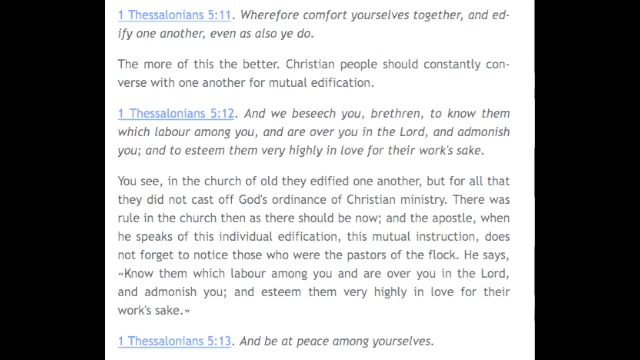 1 Thessalonians 5:11. Wherefore comfort yourselves together, and ed-
ify one another, even as also ye do.
The more of this the better. Christian people should constantly con-
verse with one another for mutual edification.
1 Thessalonians 5:12. And we beseech you, brethren, to know them
which labour among you, and are over you in the Lord, and admonish
you; and to esteem them very highly in love for their work's sake.
You see, in the church of old they edified one another, but for all that
they did not cast off God's ordinance of Christian ministry. There was
rule in the church then as there should be now; and the apostle, when
he speaks of this individual edification, this mutual instruction, does
not forget to notice those who were the pastors of the flock. He says,
«Know them which labour among you and are over you in the Lord,
and admonish you; and esteem them very highly in love for their
work's sake.»
1 Thessalonians 5:13. And be at peace among yourselves.